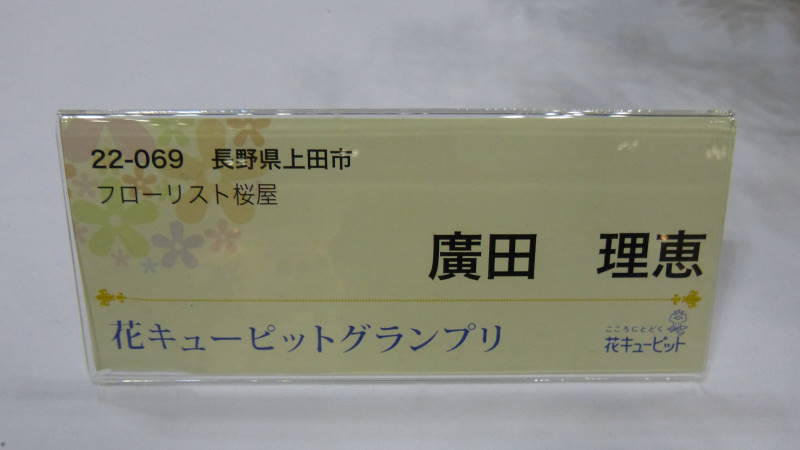 22-069　長野県上田市
フローリスト桜屋
廣田　理恵
花キューピットグランプリ
こころにとどく
花キューピット